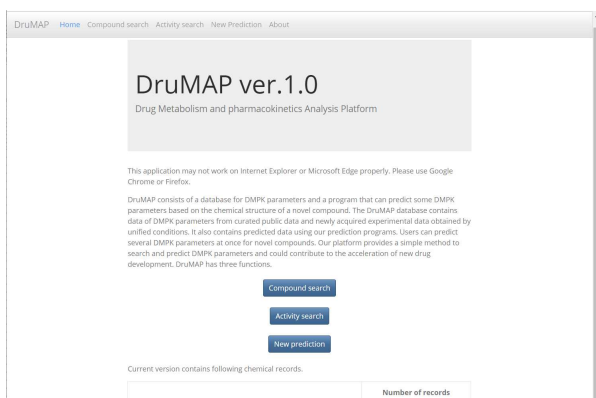 DruMAP Home Compound search Activity search New Prediction About
DruMAP ver.1.0
Drug Metabolism and pharmacokinetics Analysis Platform
This application may not work on Internet Explorer or Microsoft Edge properly. Please use Google
Chrome or Firefox.
DruMAP consists of a database for DMPK parameters and a program that can predict some DMPK
parameters based on the chemical structure of a novel compound. The DruMAP database contains
data of DMPK parameters from curated public data and newly acquired experimental data obtained by
unified conditions. It also contains predicted data using our prediction programs. Users can predict
several DMPK parameters at once for novel compounds. Our platform provides a simple method to
search and predict DMPK parameters and could contribute to the acceleration of new drug
development. DruMAP has three functions.
Compound search
Activity search
New prediction
Current version contains following chemical records.
Number of records